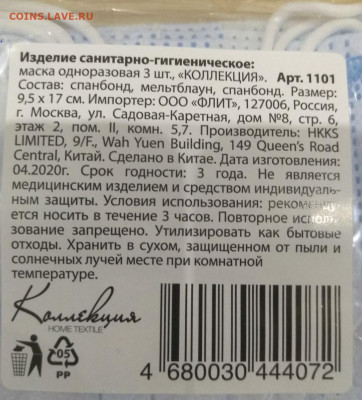 coins.LAVE.RU
Изделие санитарно-гигиеническое:
маска одноразовая 3 шт., «КОЛЛЕКЦИЯ». Арт. 1101
Состав: спанбонд, мельтблаун, спанбонд. Размер:
9,5 x 17 см. Импортер: ООО «ФЛИТ», 127006, Россия,
г. Москва, ул. Садовая-Каретная, дом №8, стр. 6,
этаж 2, пом. II, комн. 5,7. Производитель: HKKS
LIMITED, 9/F., Wah Yuen Building, 149 Queen's Road
Central, Китай. Сделано в Китае. Дата изготовления:
04.2020г. Срок годности: 3 года. Не является
медицинским изделием и средством индивидуаль-
ным защиты. Условия использования: рекоменду-
ется носить в течение 3 часов. Повторное исполь-
зование запрещено. Утилизировать как бытовые
отходы. Хранить в сухом, защищенном от пыли и
солнечных лучей месте при комнатной
температуре.
Коллекция
HOME TEXTILE
05
PP
4 680030 444072